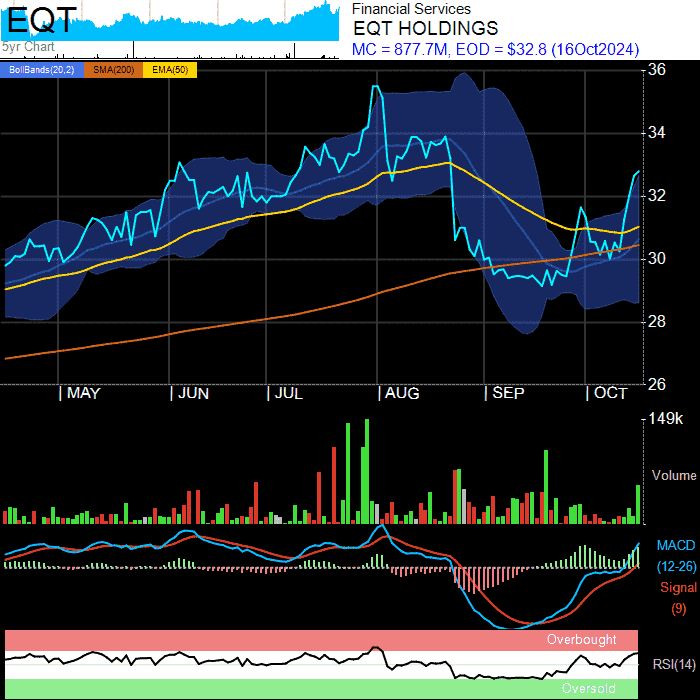 EQT
5yr Chart
Financial Services
EQT HOLDINGS
MC = 877.7M, EOD = $32.8 (16Oct2024)
BollBands(20,2) SMA(200) EMA(50)
36
34
32
30
28
26
| MAY | JUN | JUL | AUG | SEP | OCT
149k
Volume
MACD
(12-26)
Signal
(9)
Overbought
RSI(14)
Oversold